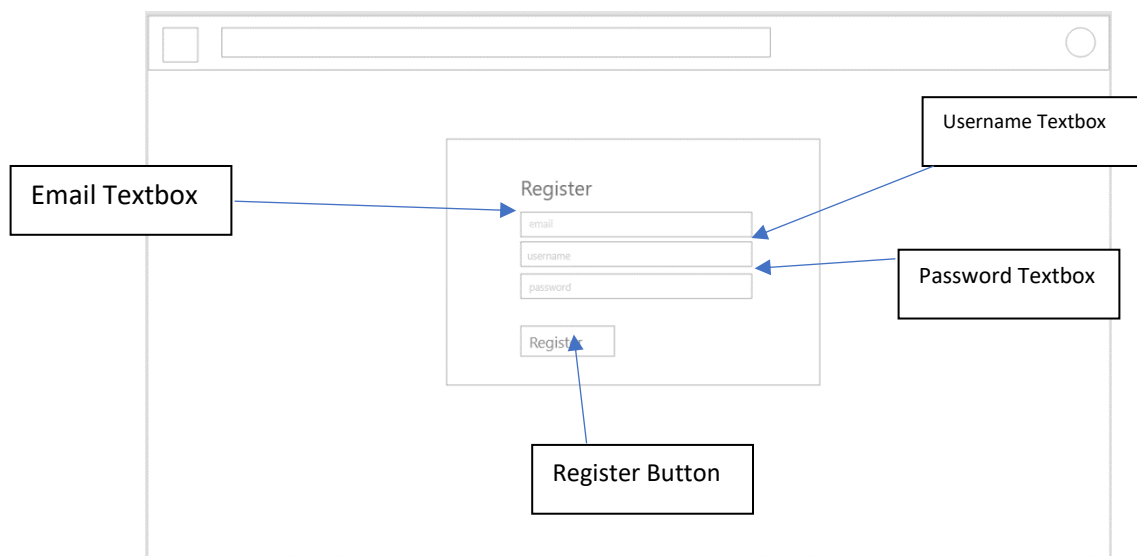 Username Textbox
Email Textbox
Register
email
username
Password Textbox
password
Register
Register Button